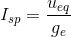 I_{sp} = \frac{u_{eq}}{g_e}